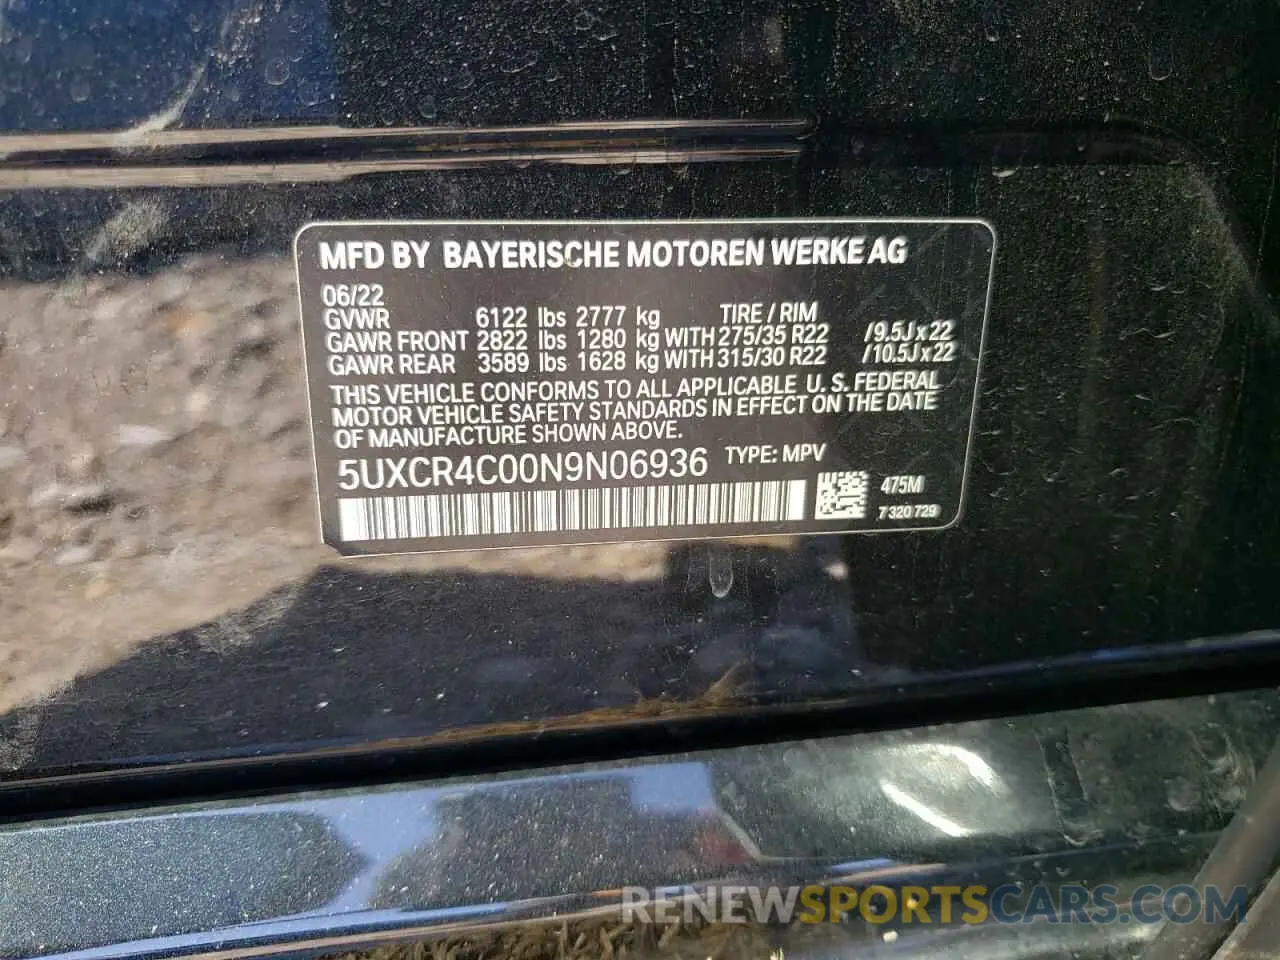 MFD BY BAYERISCHE MOTOREN WERKE AG
06/22
GVWR 6122 lbs 2777 kg TIRE / RIM
GAWR FRONT 2822 lbs 1280 kg WITH 275/35 R22 /9.5J x 22
GAWR REAR 3589 lbs 1628 kg WITH 315/30 R22 /10.5J x 22
THIS VEHICLE CONFORMS TO ALL APPLICABLE U. S. FEDERAL
MOTOR VEHICLE SAFETY STANDARDS IN EFFECT ON THE DATE
OF MANUFACTURE SHOWN ABOVE.
5UXCR4C00N9N06936 TYPE: MPV
475M
7 320 729
RENEWSPORTSCARS.COM